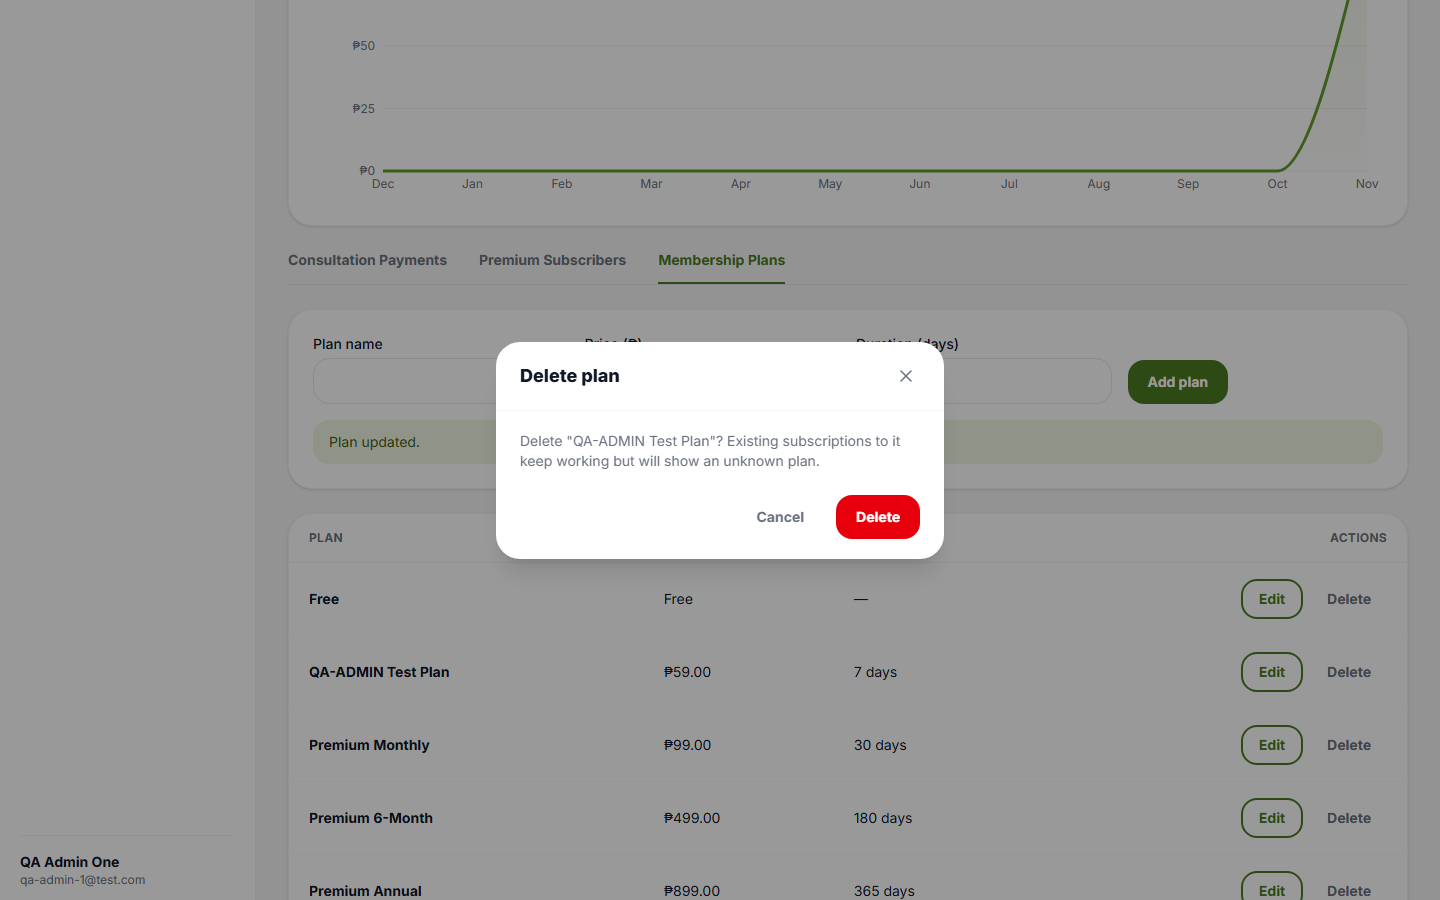 ₱50
₱25
₱0
Dec Jan Feb Mar Apr May Jun Jul Aug Sep Oct Nov
Consultation Payments Premium Subscribers Membership Plans
Plan name Price (₱) Duration (days)
Add plan
Plan updated.
Delete plan
Delete "QA-ADMIN Test Plan"? Existing subscriptions to it
keep working but will show an unknown plan.
Cancel Delete
PLAN ACTIONS
Free Free — Edit Delete
QA-ADMIN Test Plan ₱59.00 7 days Edit Delete
Premium Monthly ₱99.00 30 days Edit Delete
Premium 6-Month ₱499.00 180 days Edit Delete
Premium Annual ₱899.00 365 days Edit Delete
QA Admin One
qa-admin-1@test.com